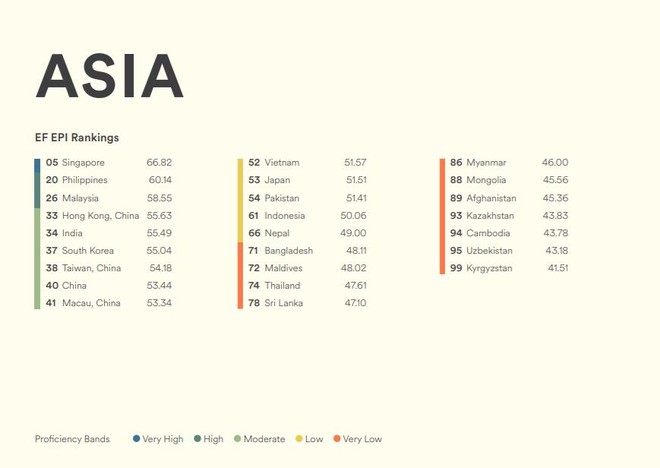 ASIA
EF EPI Rankings
05 Singapore 66.82
20 Philippines 60.14
26 Malaysia 58.55
33 Hong Kong, China 55.63
34 India 55.49
37 South Korea 55.04
38 Taiwan, China 54.18
40 China 53.44
41 Macau, China 53.34
52 Vietnam 51.57
53 Japan 51.51
54 Pakistan 51.41
61 Indonesia 50.06
66 Nepal 49.00
71 Bangladesh 48.11
72 Maldives 48.02
74 Thailand 47.61
78 Sri Lanka 47.10
86 Myanmar 46.00
88 Mongolia 45.56
89 Afghanistan 45.36
93 Kazakhstan 43.83
94 Cambodia 43.78
95 Uzbekistan 43.18
99 Kyrgyzstan 41.51
Proficiency Bands Very High High Moderate Low Very Low